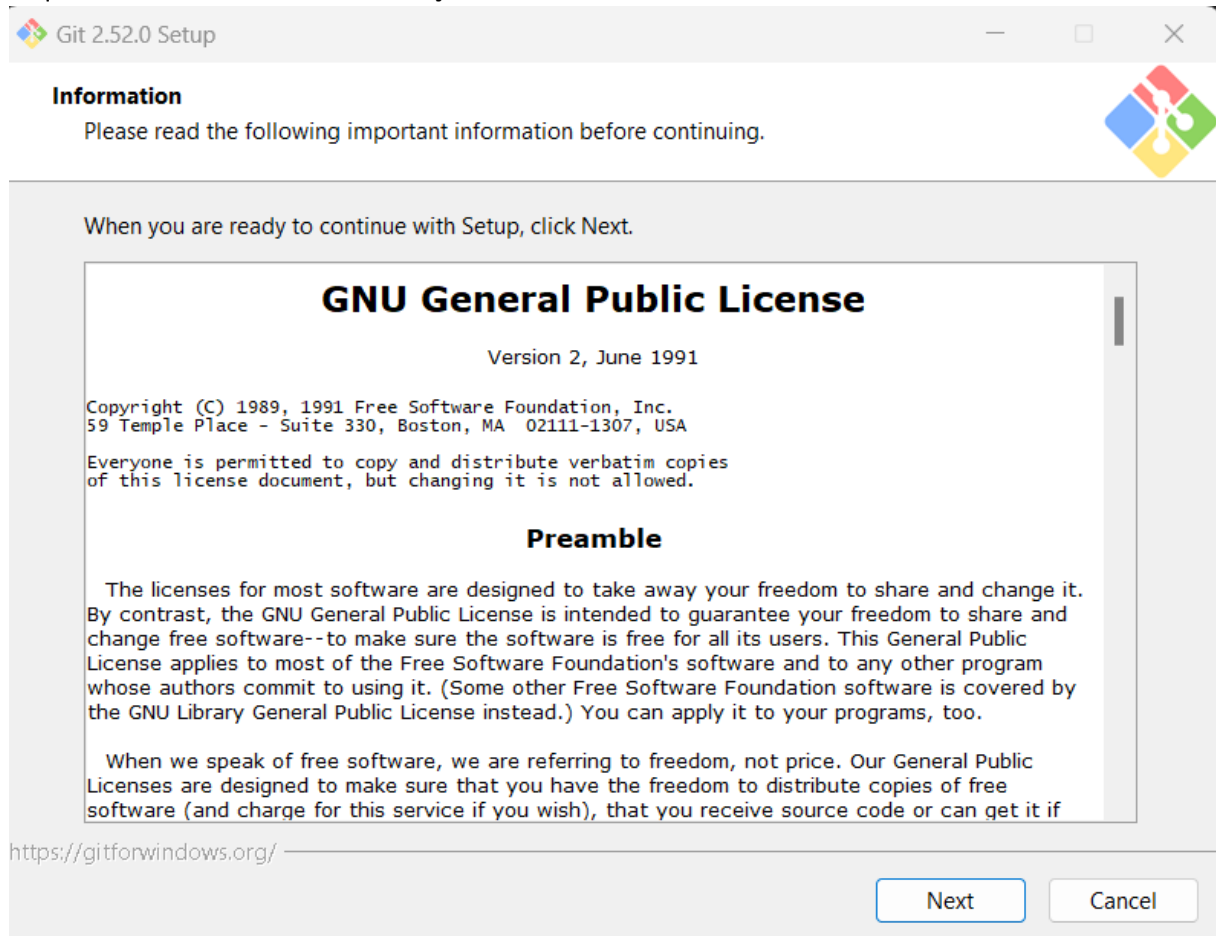 Git 2.52.0 Setup
Information
Please read the following important information before continuing.
When you are ready to continue with Setup, click Next.
GNU General Public License
Version 2, June 1991
Copyright (C) 1989, 1991 Free Software Foundation, Inc.
59 Temple Place - Suite 330, Boston, MA  02111-1307, USA
Everyone is permitted to copy and distribute verbatim copies
of this license document, but changing it is not allowed.
Preamble
The licenses for most software are designed to take away your freedom to share and change it.
By contrast, the GNU General Public License is intended to guarantee your freedom to share and
change free software--to make sure the software is free for all its users. This General Public
License applies to most of the Free Software Foundation's software and to any other program
whose authors commit to using it. (Some other Free Software Foundation software is covered by
the GNU Library General Public License instead.) You can apply it to your programs, too.
When we speak of free software, we are referring to freedom, not price. Our General Public
Licenses are designed to make sure that you have the freedom to distribute copies of free
software (and charge for this service if you wish), that you receive source code or can get it if
https://gitforwindows.org/
Next
Cancel